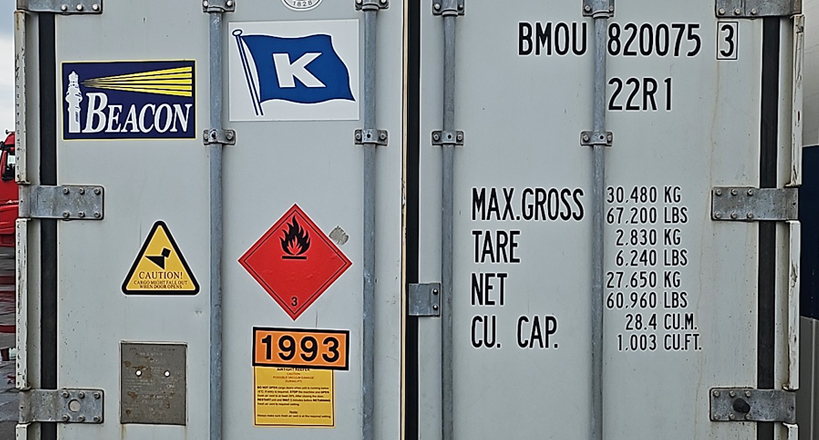 1828
BEACON
K
CAUTION!
CARGO MIGHT FALL OUT
WHEN DOOR OPENS
3
1993
BMOU 820075 3
22R1
MAX.GROSS 30.480 KG
67.200 LBS
TARE 2.830 KG
6.240 LBS
NET 27.650 KG
60.960 LBS
CU. CAP. 28.4 CU.M.
1.003 CU.FT.